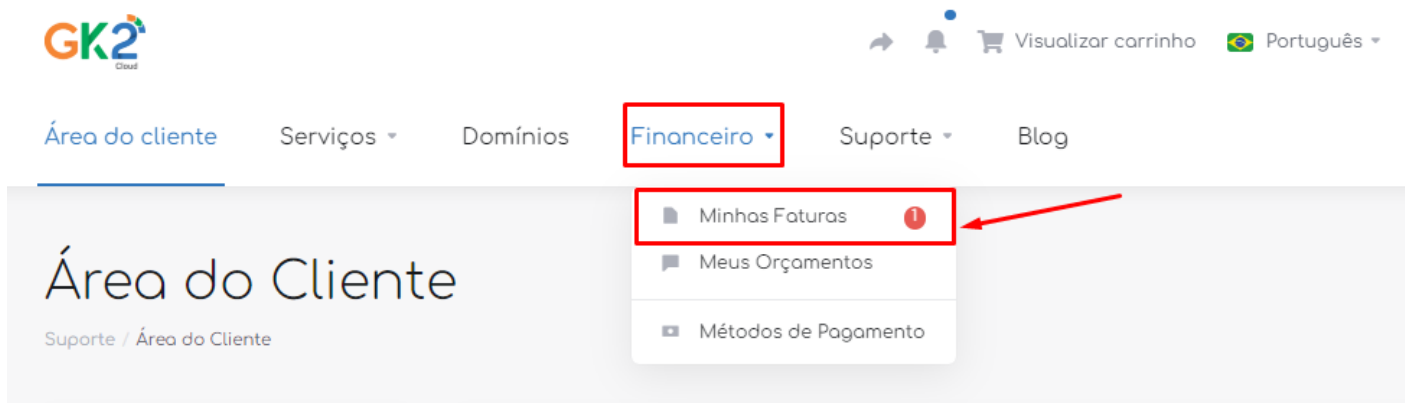 GK2
Cloud
Visualizar carrinho Português
Área do cliente Serviços Domínios Financeiro Suporte Blog
Minhas Faturas 1
Meus Orçamentos
Métodos de Pagamento
Área do Cliente
Suporte / Área do Cliente